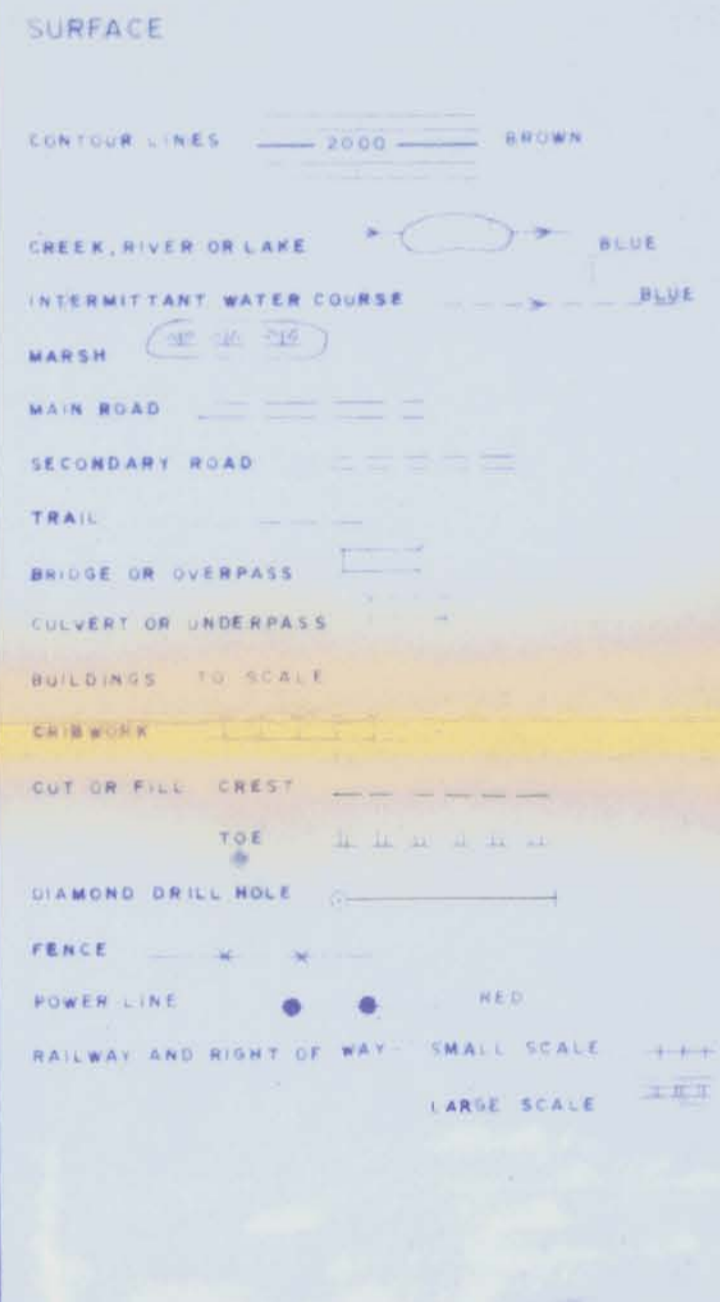 SURFACE
CONTOUR LINES 2000 BROWN
CREEK, RIVER OR LAKE BLUE
INTERMITTANT WATER COURSE BLUE
MARSH
MAIN ROAD
SECONDARY ROAD
TRAIL
BRIDGE OR OVERPASS
CULVERT OR UNDERPASS
BUILDINGS TO SCALE
CRIBWORK
CUT OR FILL CREST
TOE
DIAMOND DRILL HOLE
FENCE
POWER LINE RED
RAILWAY AND RIGHT OF WAY- SMALL SCALE
LARGE SCALE